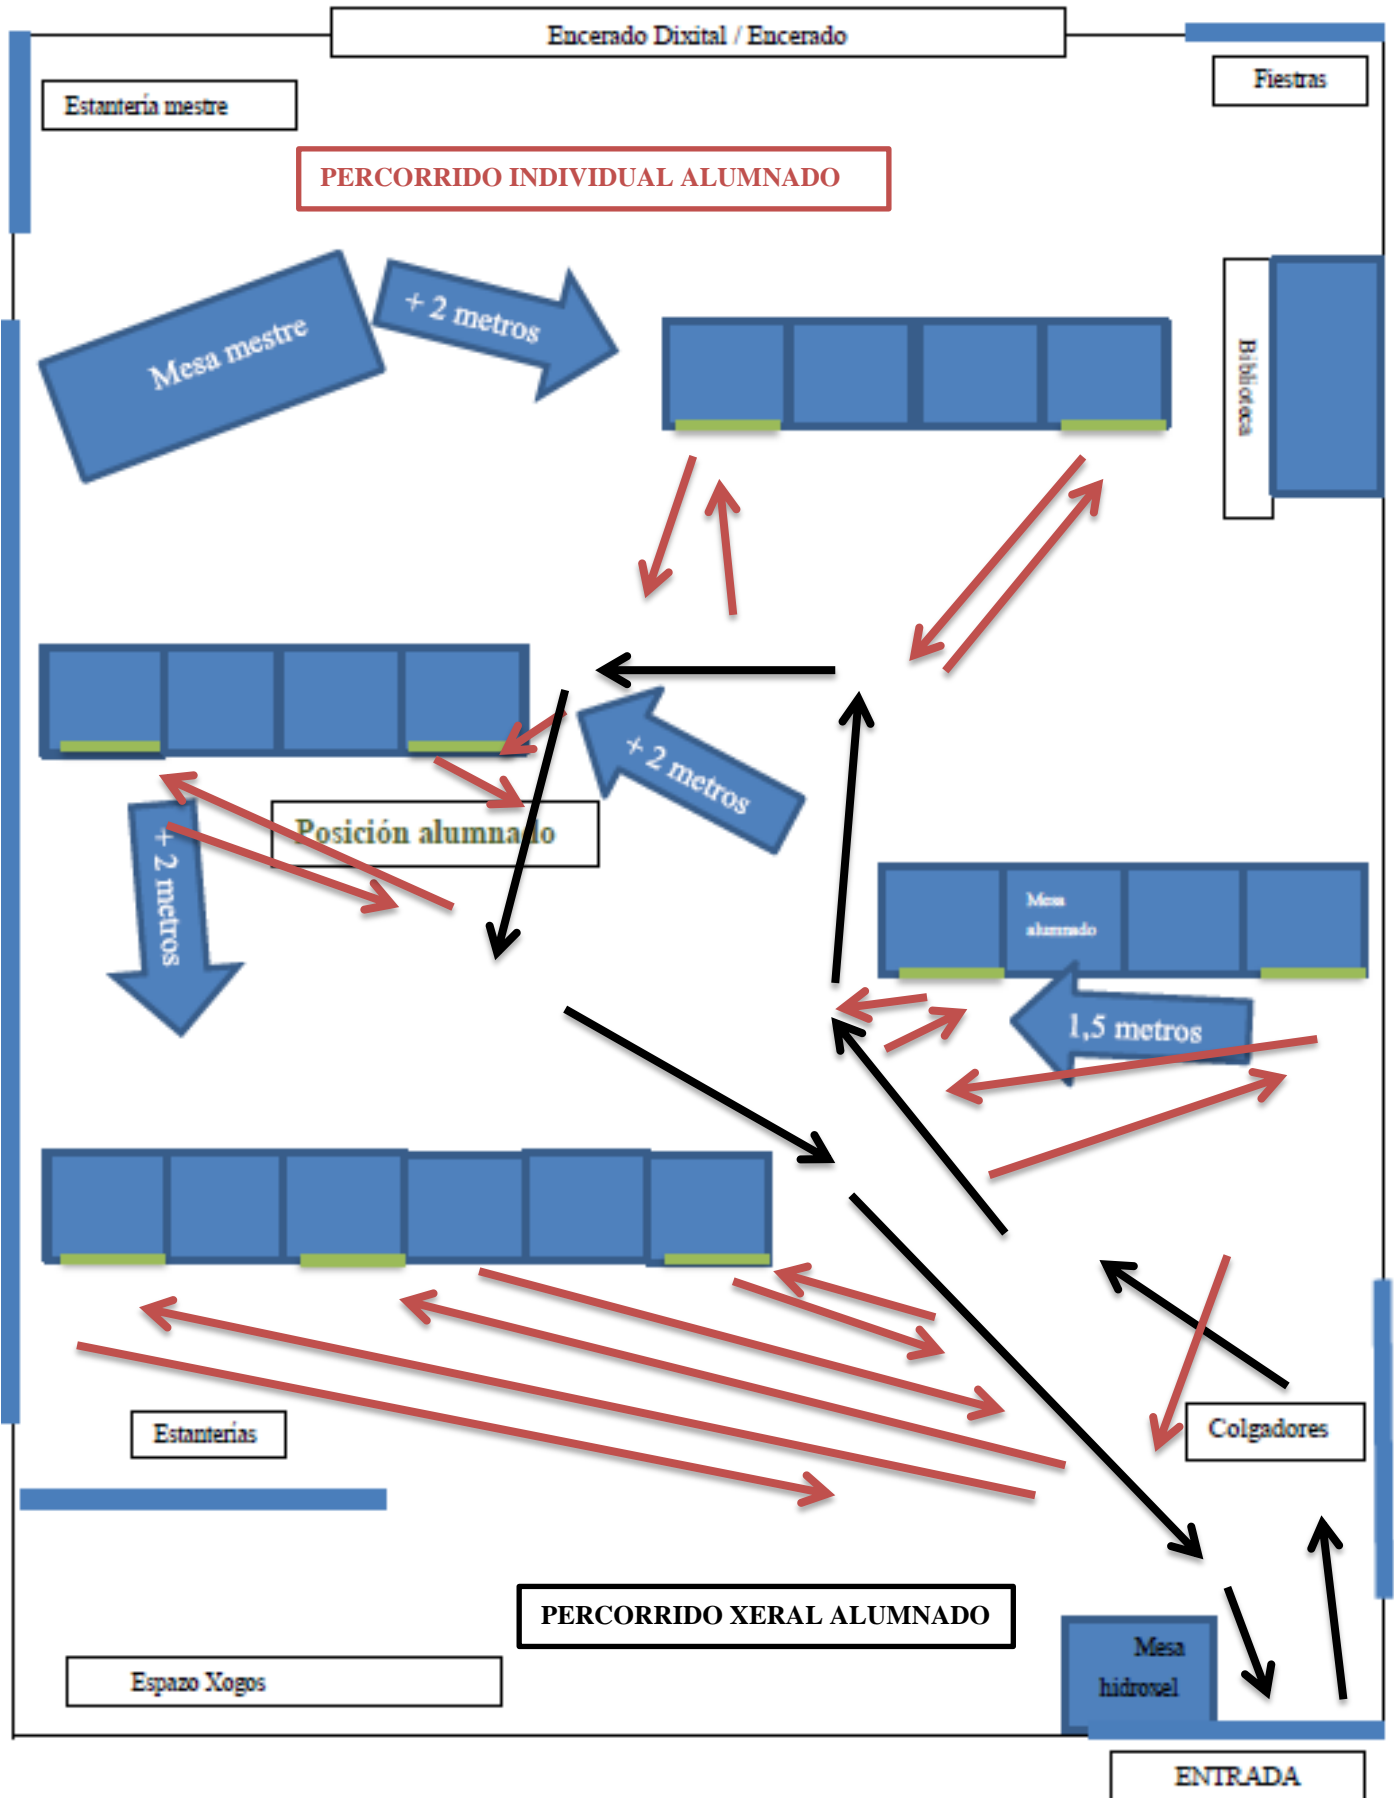 Encerado Dixital / Encerado
Fiestras
Estantería mestre
PERCORRIDO INDIVIDUAL ALUMNADO
Mesa mestre
+ 2 metros
Biblioteca
+ 2 metros
Posición alumnado
+ 2 metros
Mesa
alumnado
1,5 metros
Estanterías
Colgadores
PERCORRIDO XERAL ALUMNADO
Mesa
hidroxel
Espazo Xogos
ENTRADA